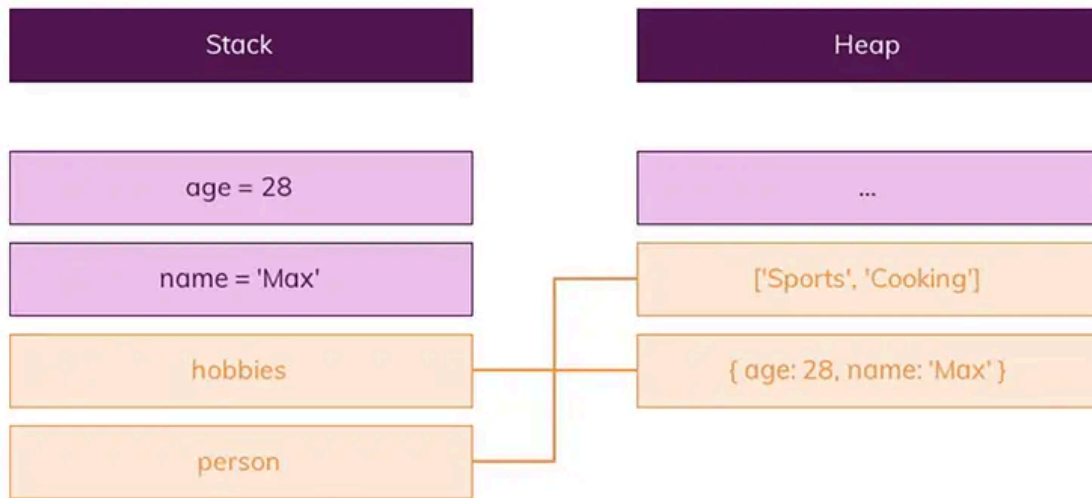 Stack
Heap
age = 28
...
name = 'Max'
['Sports', 'Cooking']
hobbies
{ age: 28, name: 'Max' }
person